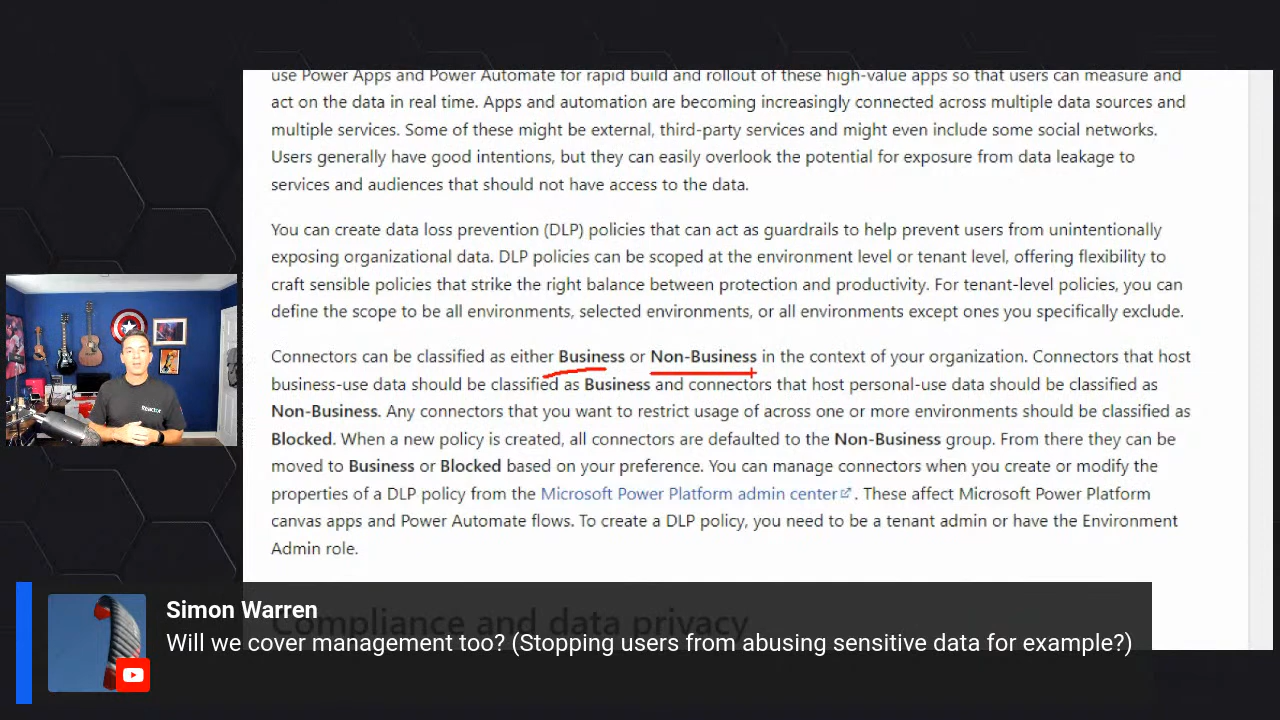 use Power Apps and Power Automate for rapid build and rollout of these high-value apps so that users can measure and
act on the data in real time. Apps and automation are becoming increasingly connected across multiple data sources and
multiple services. Some of these might be external, third-party services and might even include some social networks.
Users generally have good intentions, but they can easily overlook the potential for exposure from data leakage to
services and audiences that should not have access to the data.
You can create data loss prevention (DLP) policies that can act as guardrails to help prevent users from unintentionally
exposing organizational data. DLP policies can be scoped at the environment level or tenant level, offering flexibility to
craft sensible policies that strike the right balance between protection and productivity. For tenant-level policies, you can
define the scope to be all environments, selected environments, or all environments except ones you specifically exclude.
Connectors can be classified as either Business or Non-Business in the context of your organization. Connectors that host
business-use data should be classified as Business and connectors that host personal-use data should be classified as
Non-Business. Any connectors that you want to restrict usage of across one or more environments should be classified as
Blocked. When a new policy is created, all connectors are defaulted to the Non-Business group. From there they can be
moved to Business or Blocked based on your preference. You can manage connectors when you create or modify the
properties of a DLP policy from the Microsoft Power Platform admin center. These affect Microsoft Power Platform
canvas apps and Power Automate flows. To create a DLP policy, you need to be a tenant admin or have the Environment
Admin role.
Compliance and data privacy
Simon Warren
Will we cover management too? (Stopping users from abusing sensitive data for example?)
Reactor